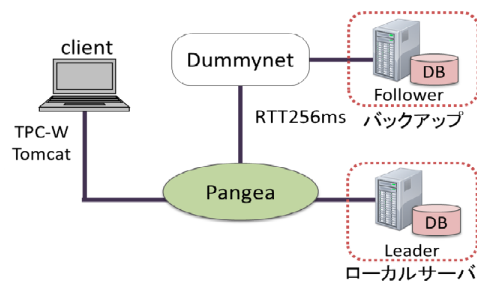 client
TPC-W
Tomcat
Dummynet
RTT256ms
Pangea
DB
Follower
バックアップ
DB
Leader
ローカルサーバ